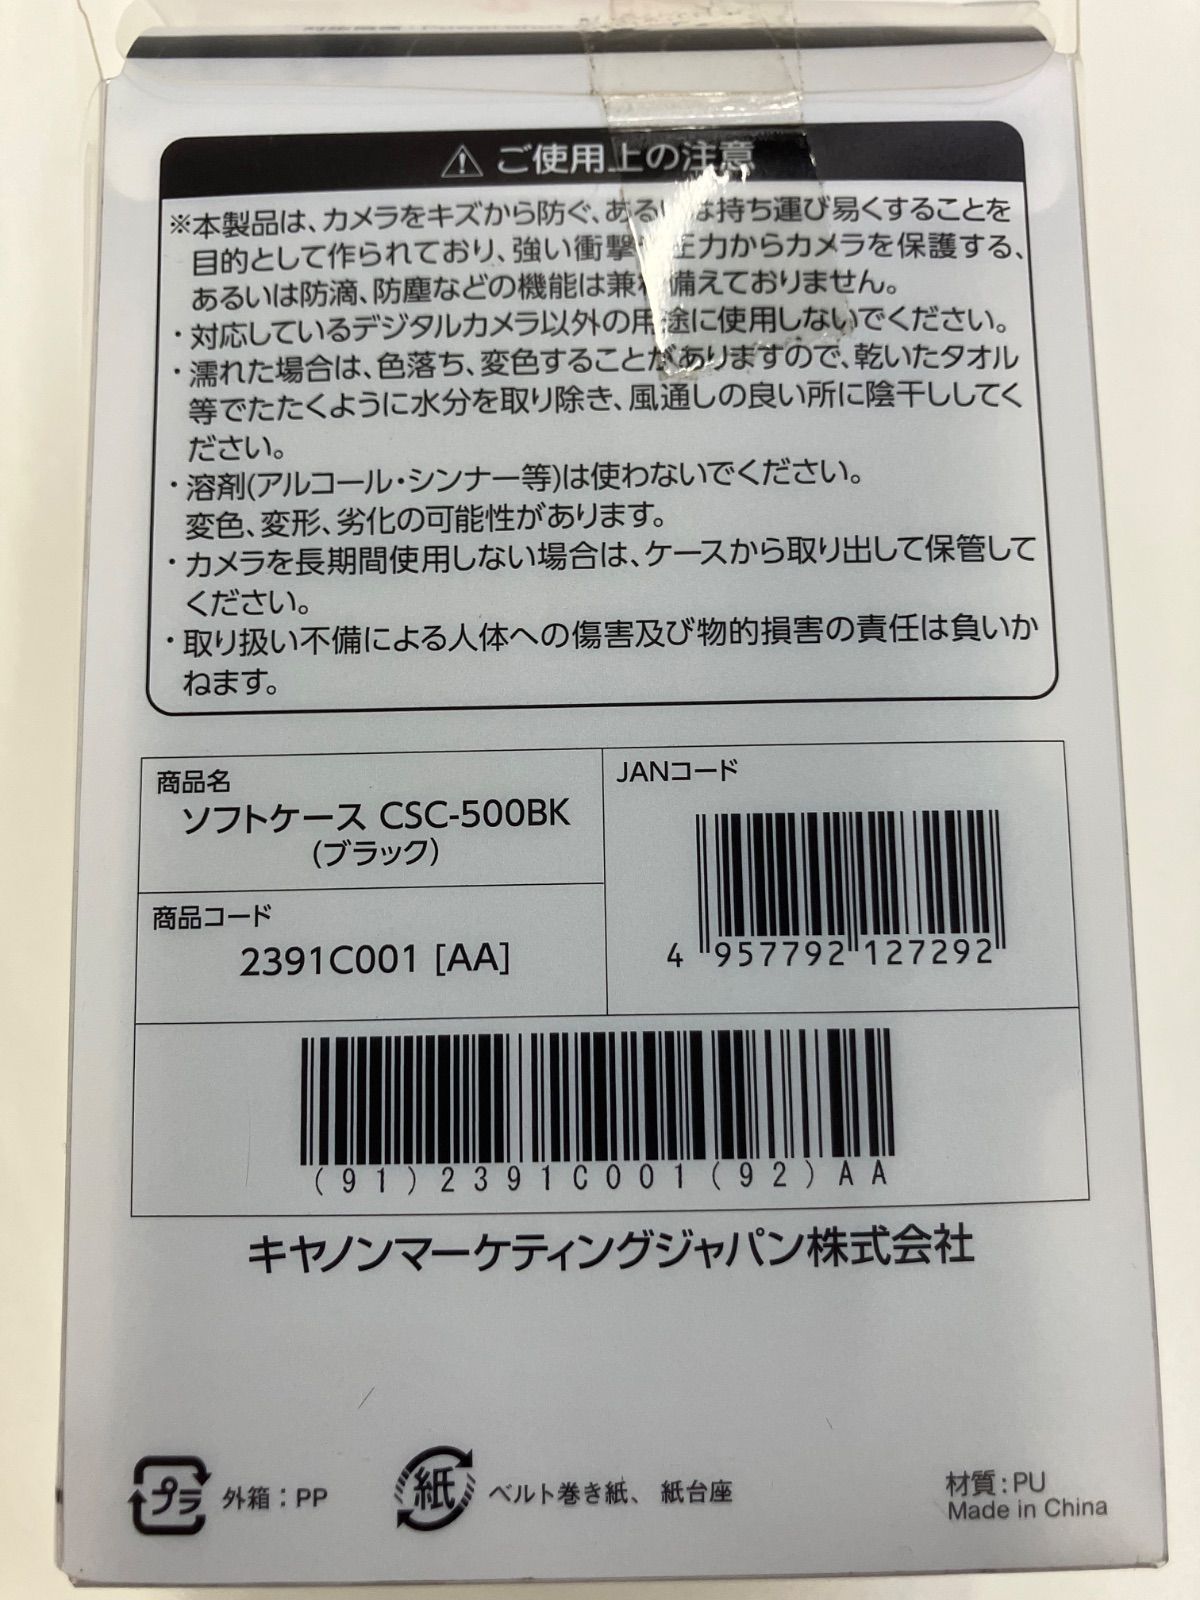 ご使用上の注意
※本製品は、カメラをキズから防ぐ、あるいは持ち運び易くすることを
目的として作られており、強い衝撃や圧力からカメラを保護する、
あるいは防滴、防塵などの機能は兼ね備えておりません。
・対応しているデジタルカメラ以外の用途に使用しないでください。
・濡れた場合は、色落ち、変色することがありますので、乾いたタオル
等でたたくように水分を取り除き、風通しの良い所に陰干ししてく
ださい。
・溶剤(アルコール・シンナー等)は使わないでください。
変色、変形、劣化の可能性があります。
・カメラを長期間使用しない場合は、ケースから取り出して保管して
ください。
・取り扱い不備による人体への傷害及び物的損害の責任は負いか
ねます。
商品名
ソフトケース CSC-500BK
(ブラック)
商品コード
2391C001 [AA]
JANコード
4 957792 127292
(91)2391C001(92)AA
キヤノンマーケティングジャパン株式会社
プラ 外箱:PP
紙 ベルト巻き紙、紙台座
材質:PU
Made in China